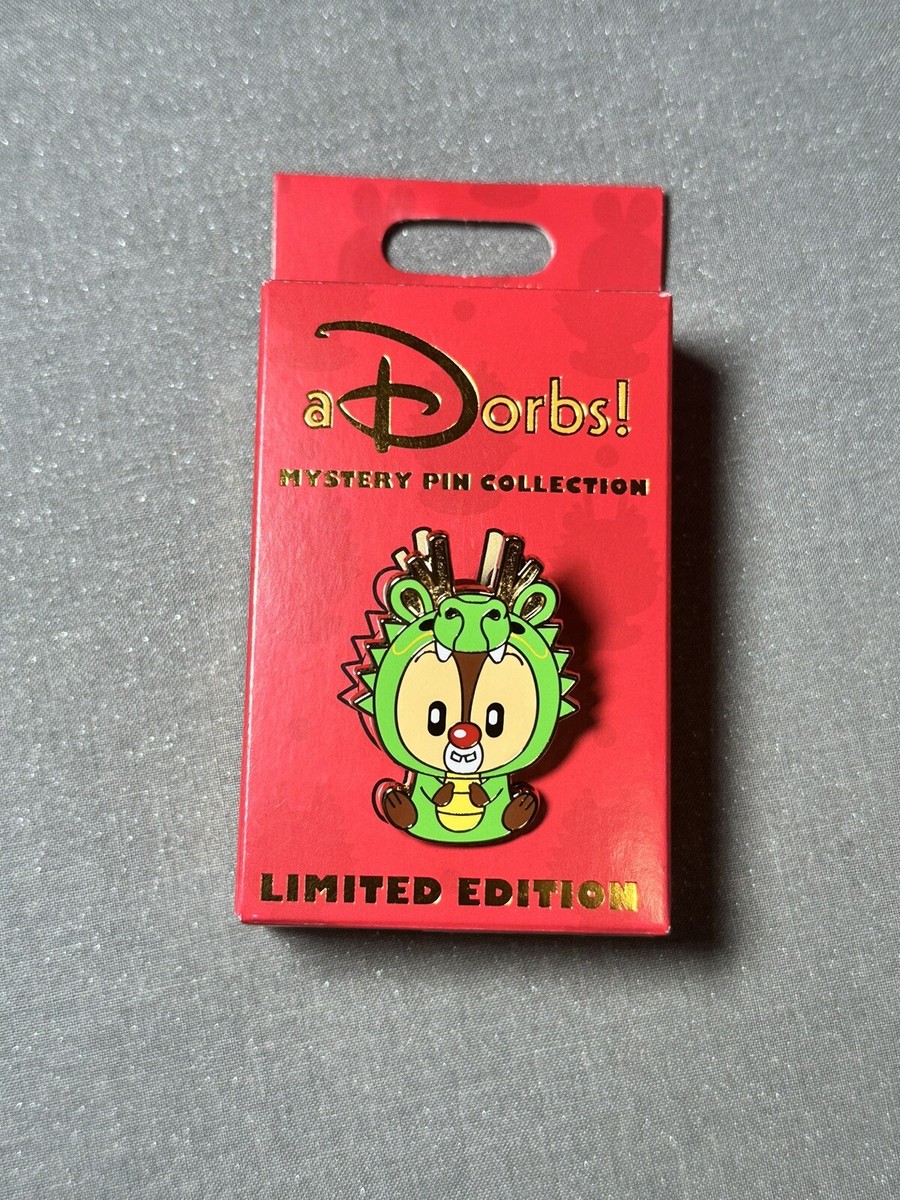 aDorbs!
MYSTERY PIN COLLECTION
LIMITED EDITION